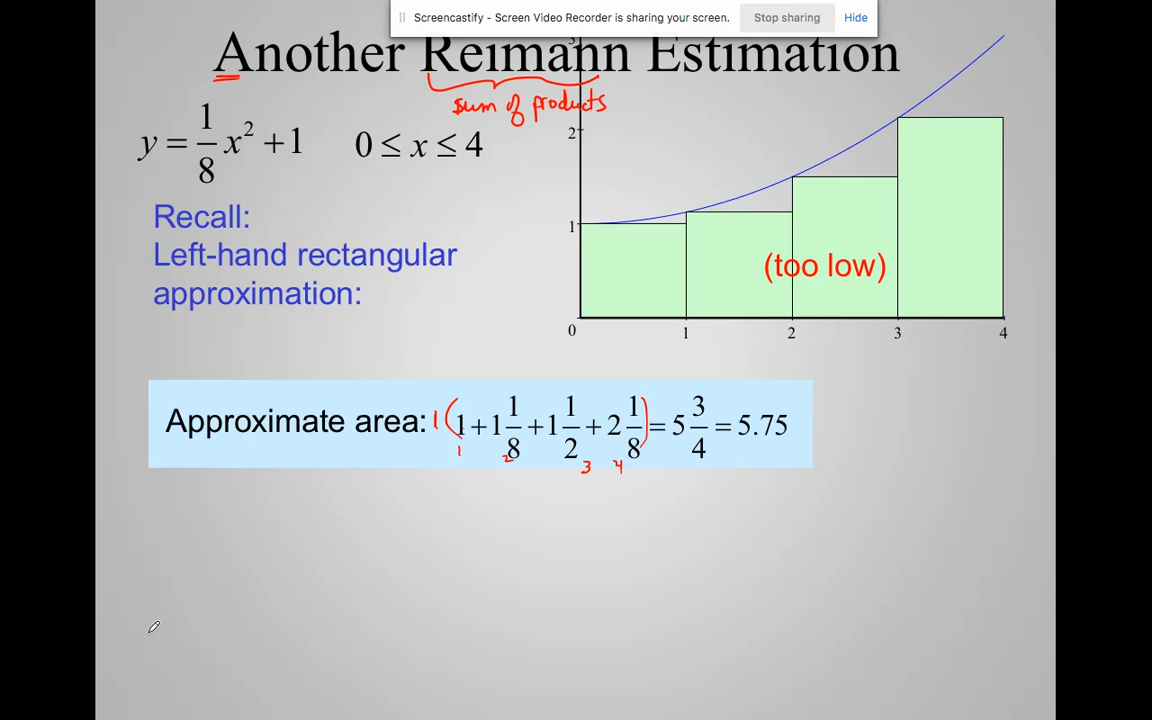 Screencastify - Screen Video Recorder is sharing your screen. Stop sharing Hide
Another Reimann Estimation
sum of products
y = 1/8 x² + 1    0 ≤ x ≤ 4
Recall:
Left-hand rectangular
approximation:
3
2
1
0 1 2 3 4
(too low)
Approximate area: 1(1 + 1 1/8 + 1 1/2 + 2 1/8) = 5 3/4 = 5.75
1 2 3 4